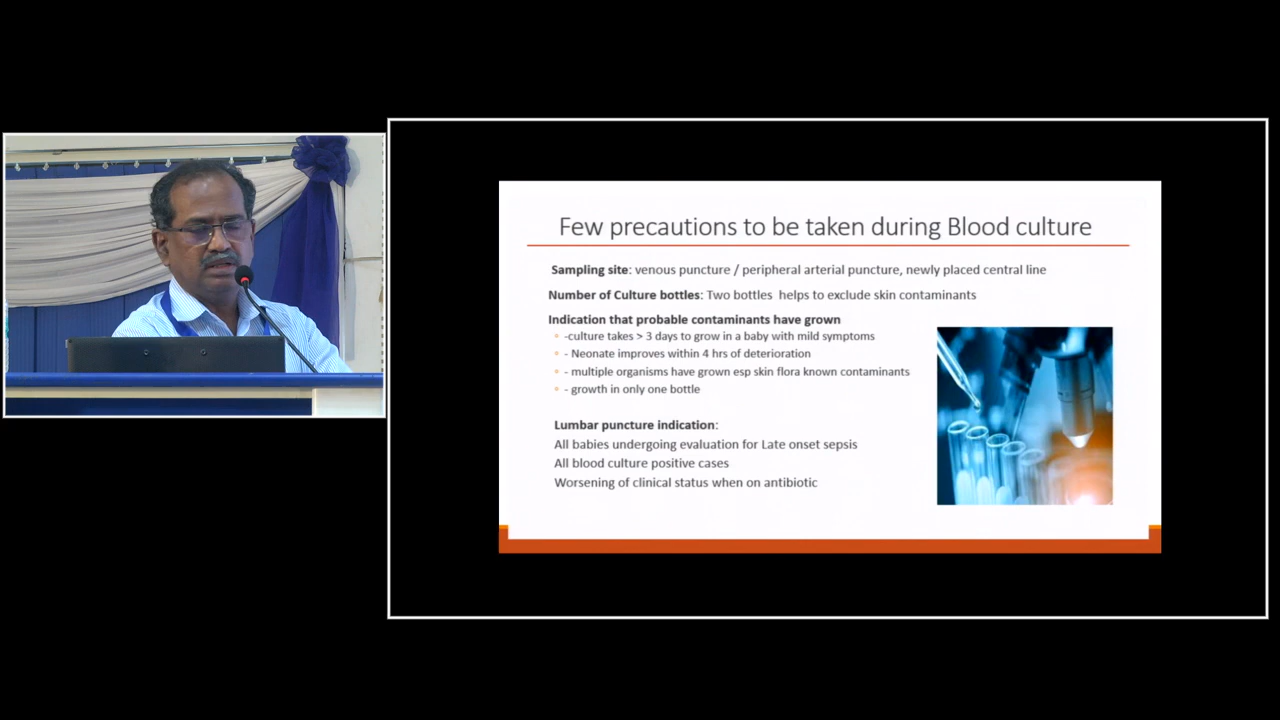 Few precautions to be taken during Blood culture
Sampling site: venous puncture / peripheral arterial puncture, newly placed central line
Number of Culture bottles: Two bottles helps to exclude skin contaminants
Indication that probable contaminants have grown
-culture takes > 3 days to grow in a baby with mild symptoms
- Neonate improves within 4 hrs of deterioration
- multiple organisms have grown esp skin flora known contaminants
- growth in only one bottle
Lumbar puncture indication:
All babies undergoing evaluation for Late onset sepsis
All blood culture positive cases
Worsening of clinical status when on antibiotic